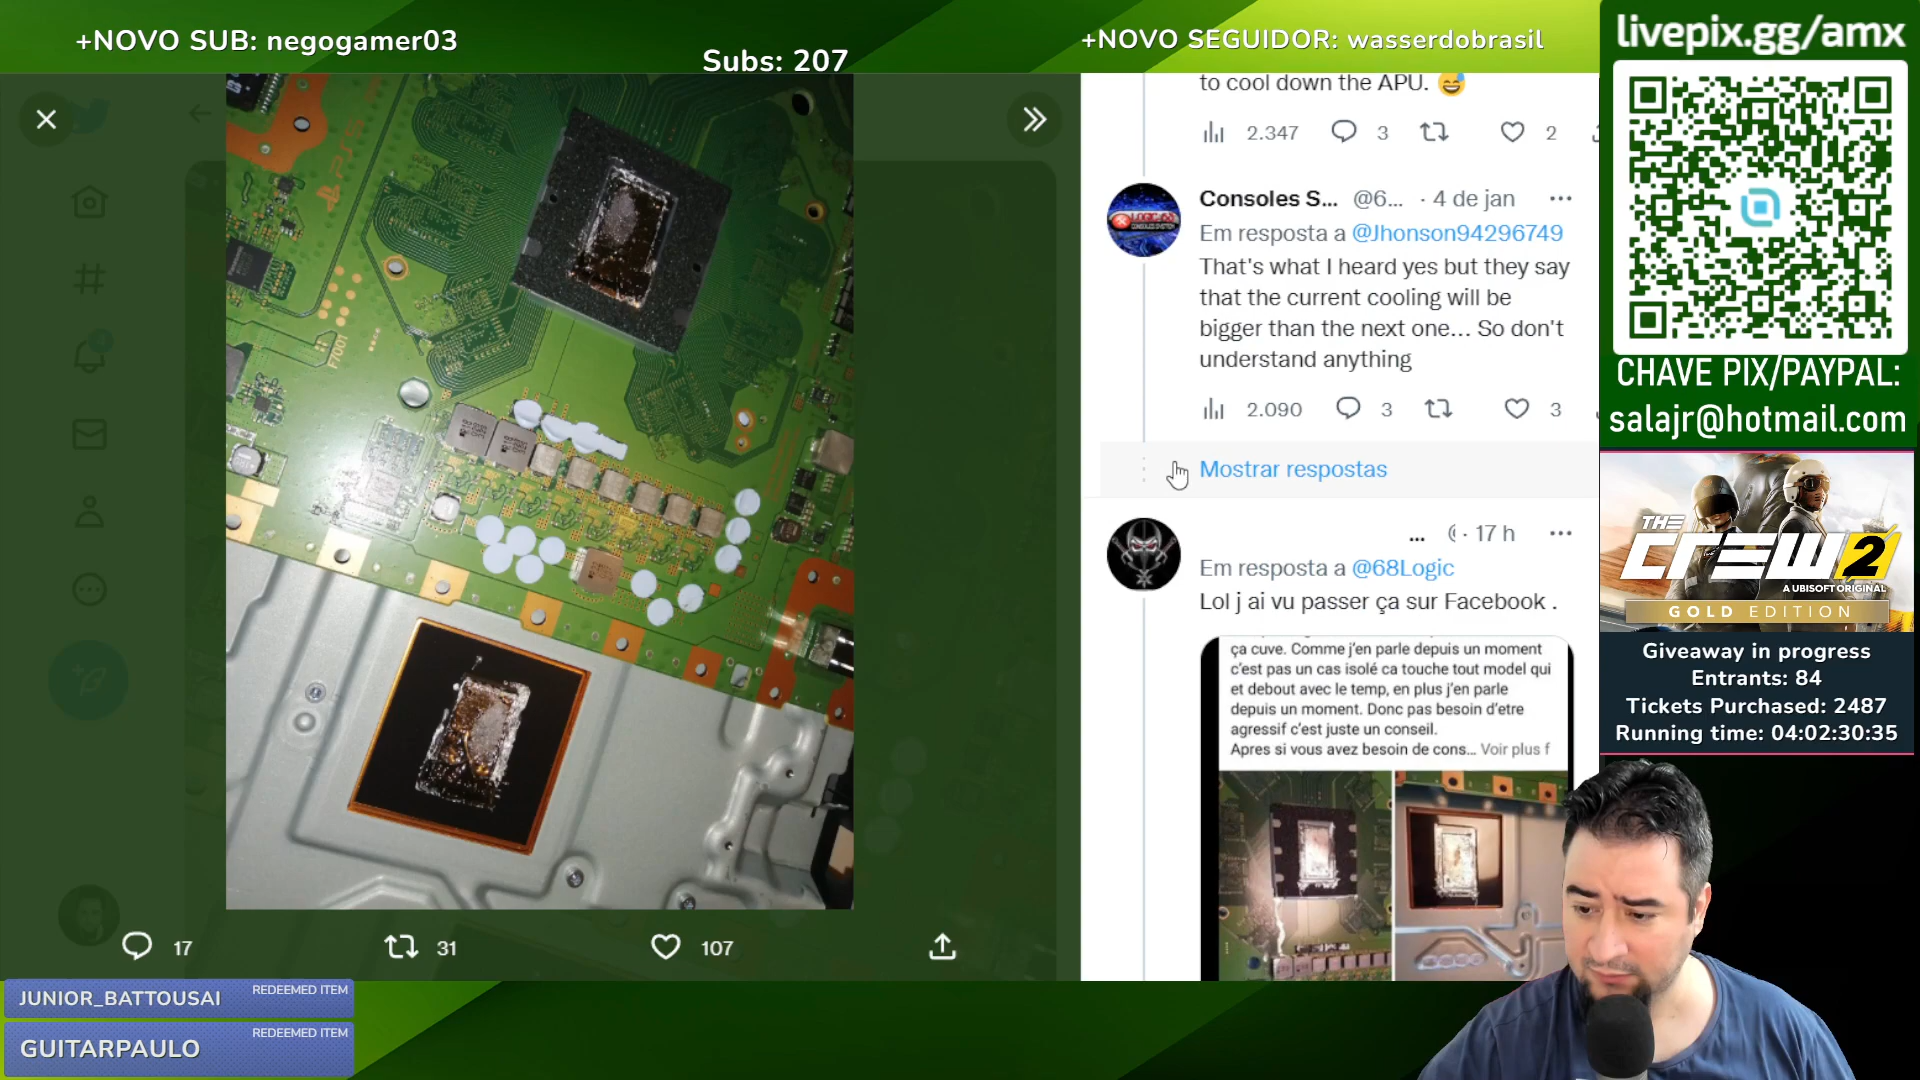 +NOVO SUB: negogamer03
Subs: 207
+NOVO SEGUIDOR: wasserdobrasil
livepix.gg/amx
CHAVE PIX/PAYPAL:
salajr@hotmail.com
to cool down the APU. 😅
2.347 3 2
Consoles S... @6... · 4 de jan
Em resposta a @Jhonson94296749
That's what I heard yes but they say
that the current cooling will be
bigger than the next one... So don't
understand anything
2.090 3 3
Mostrar respostas
... · 17 h
Em resposta a @68Logic
Lol j ai vu passer ça sur Facebook .
ça cuve. Comme j'en parle depuis un moment
c'est pas un cas isolé ca touche tout model qui
et debout avec le temp, en plus j'en parle
depuis un moment. Donc pas besoin d'etre
agressif c'est juste un conseil.
Apres si vous avez besoin de cons... Voir plus f
PS5
F7001
17 31 107
THE
CREW 2
A UBISOFT ORIGINAL
GOLD EDITION
Giveaway in progress
Entrants: 84
Tickets Purchased: 2487
Running time: 04:02:30:35
JUNIOR_BATTOUSAI REDEEMED ITEM
GUITARPAULO REDEEMED ITEM